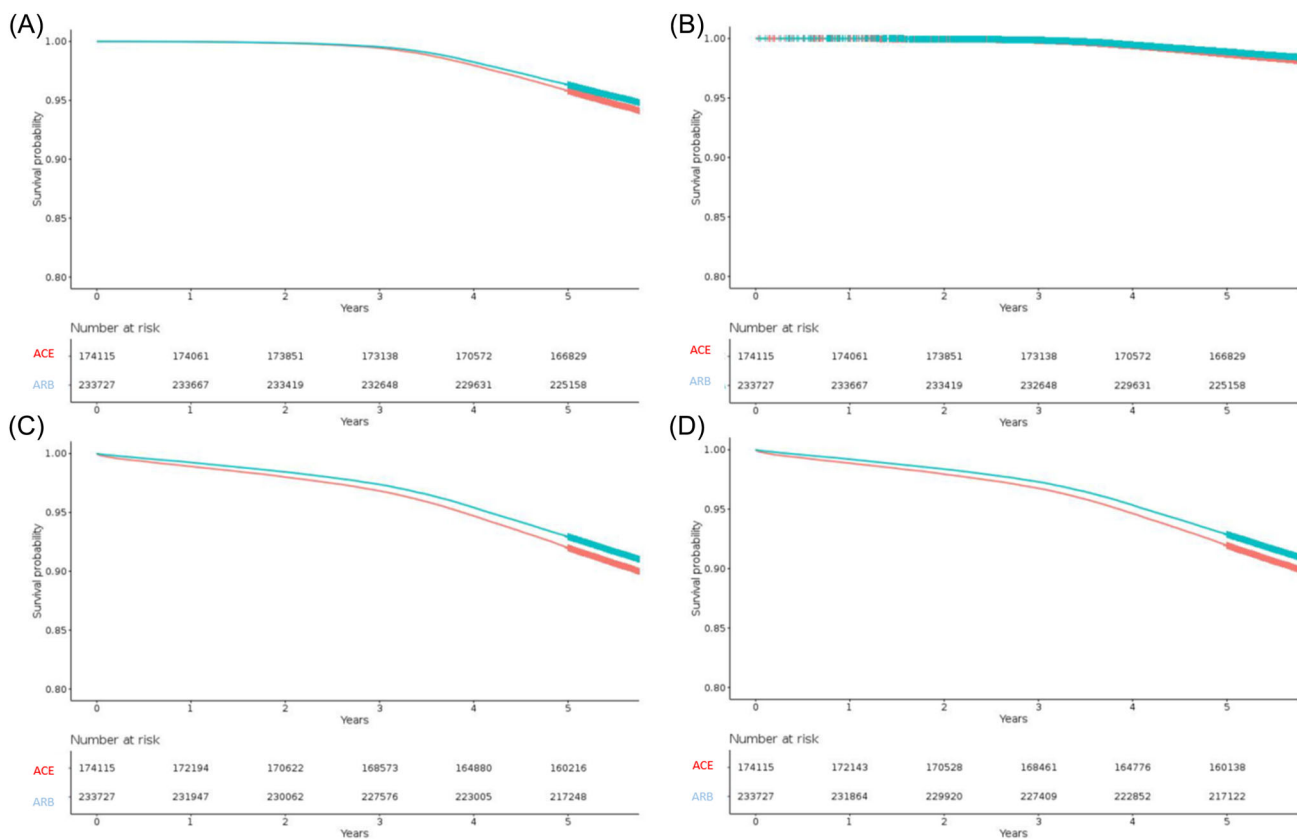 (A)
Survival probability
1.00
0.95
0.90
0.85
0.80
0 1 2 3 4 5
Years
Number at risk
ACE 174115 174061 173851 173138 170572 166829
ARB 233727 233667 233419 232648 229631 225158
0 1 2 3 4 5
Years
(B)
Survival probability
1.00
0.95
0.90
0.85
0.80
0 1 2 3 4 5
Years
Number at risk
ACE 174115 174061 173851 173138 170572 166829
ARB 233727 233667 233419 232648 229631 225158
0 1 2 3 4 5
Years
(C)
Survival probability
1.00
0.95
0.90
0.85
0.80
0 1 2 3 4 5
Years
Number at risk
ACE 174115 172194 170622 168573 164880 160216
ARB 233727 231947 230062 227576 223005 217248
0 1 2 3 4 5
Years
(D)
Survival probability
1.00
0.95
0.90
0.85
0.80
0 1 2 3 4 5
Years
Number at risk
ACE 174115 172143 170528 168461 164776 160138
ARB 233727 231864 229920 227409 222852 217122
0 1 2 3 4 5
Years